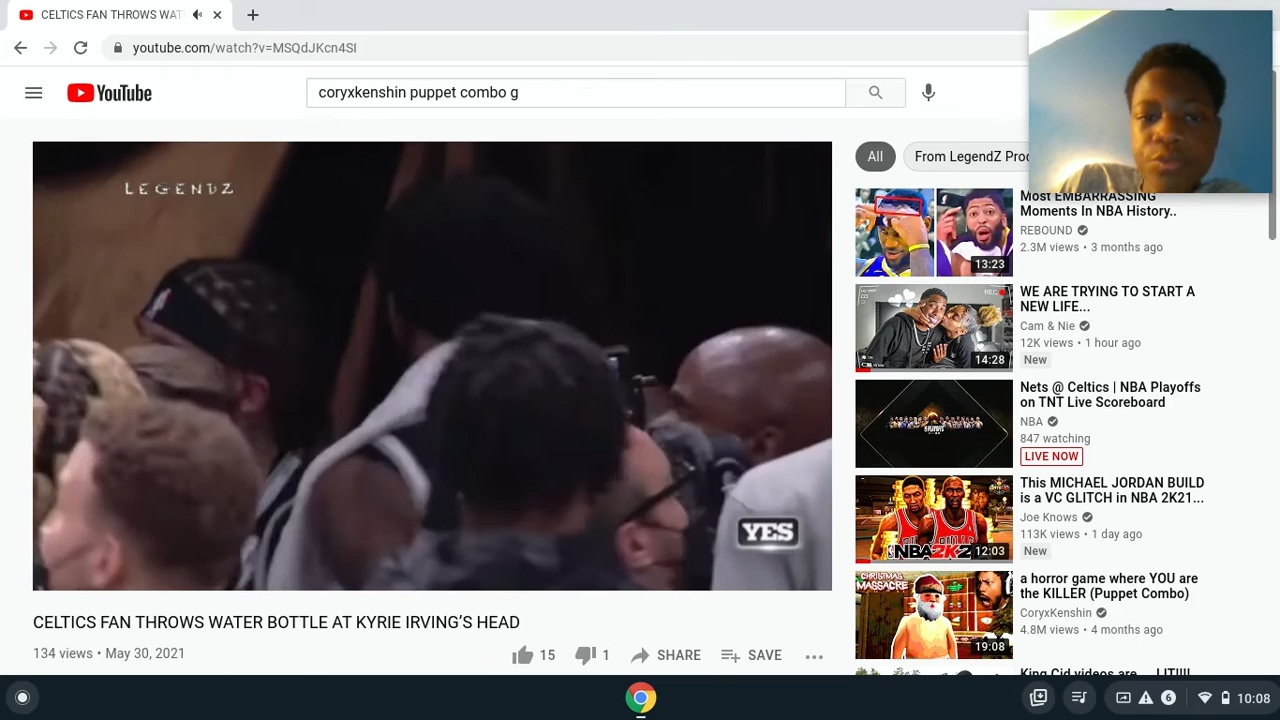 CELTICS FAN THROWS WAT
youtube.com/watch?v=MSQdJKcn4SI
YouTube
coryxkenshin puppet combo g
LEGENDZ
YES
CELTICS FAN THROWS WATER BOTTLE AT KYRIE IRVING'S HEAD
134 views • May 30, 2021
15
1
SHARE
SAVE
All
From LegendZ Proc
13:23
Most EMBARRASSING
Moments In NBA History..
REBOUND
2.3M views • 3 months ago
14:28
WE ARE TRYING TO START A
NEW LIFE...
Cam & Nie
12K views • 1 hour ago
New
Nets @ Celtics | NBA Playoffs
on TNT Live Scoreboard
NBA
847 watching
LIVE NOW
NBA2K2
12:03
This MICHAEL JORDAN BUILD
is a VC GLITCH in NBA 2K21...
Joe Knows
113K views • 1 day ago
New
CHRISTMAS
MASSACRE
19:08
a horror game where YOU are
the KILLER (Puppet Combo)
CoryxKenshin
4.8M views • 4 months ago
King Cid videos are
6
10:08